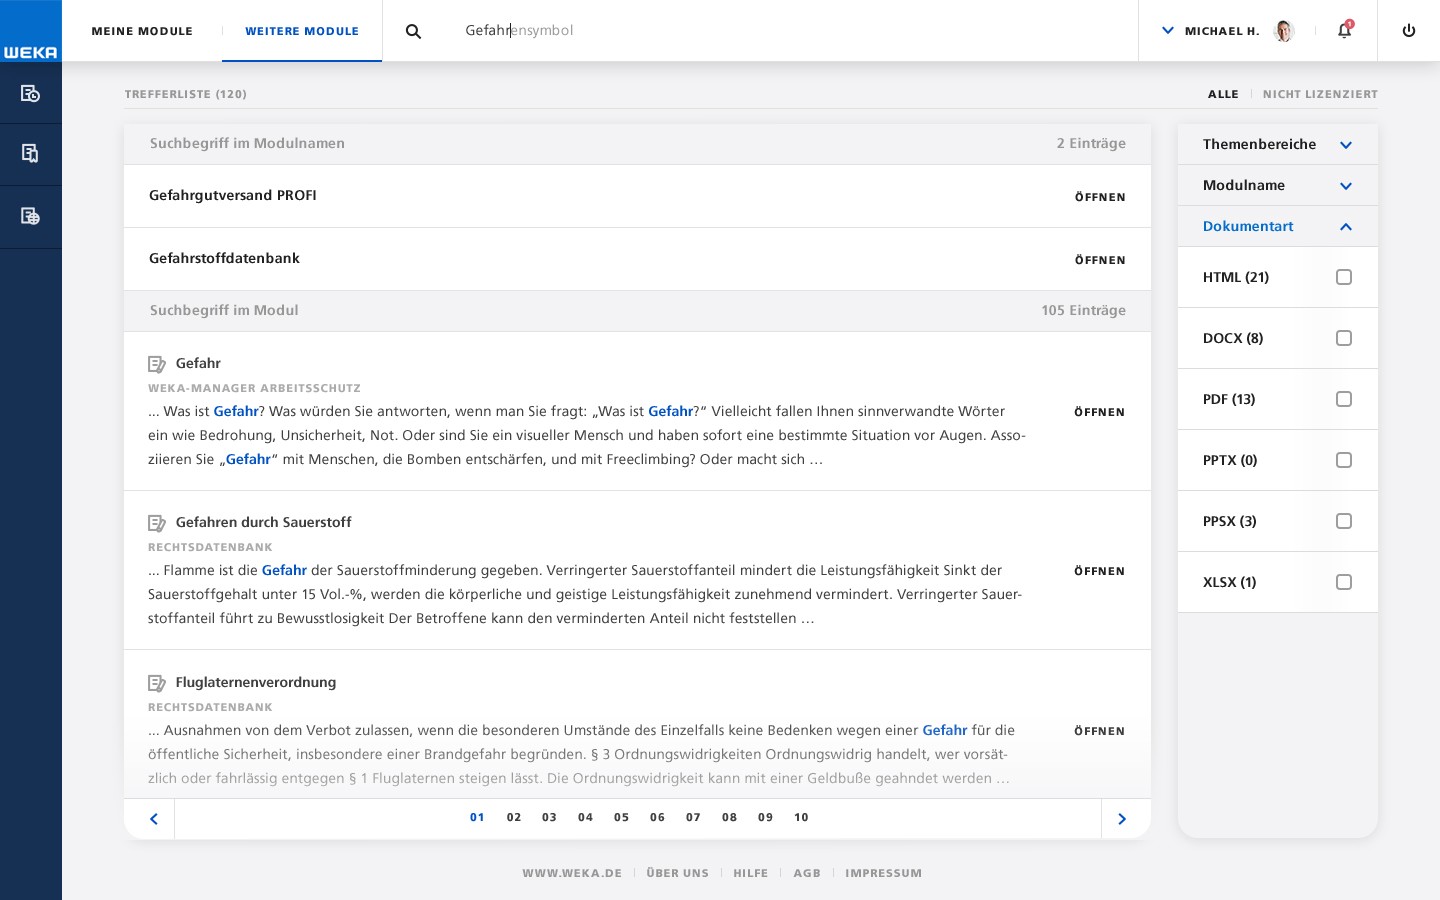 WEKA
MEINE MODULE
WEITERE MODULE
Gefahrensymbol
MICHAEL H.
1
TREFFERLISTE (120)
ALLE
NICHT LIZENZIERT
Suchbegriff im Modulnamen
2 Einträge
Gefahrgutversand PROFI
ÖFFNEN
Gefahrstoffdatenbank
ÖFFNEN
Suchbegriff im Modul
105 Einträge
Gefahr
WEKA-MANAGER ARBEITSSCHUTZ
... Was ist Gefahr? Was würden Sie antworten, wenn man Sie fragt: „Was ist Gefahr?“ Vielleicht fallen Ihnen sinnverwandte Wörter
ein wie Bedrohung, Unsicherheit, Not. Oder sind Sie ein visueller Mensch und haben sofort eine bestimmte Situation vor Augen. Asso-
ziieren Sie „Gefahr“ mit Menschen, die Bomben entschärfen, und mit Freeclimbing? Oder macht sich …
ÖFFNEN
Gefahren durch Sauerstoff
RECHTSDATENBANK
... Flamme ist die Gefahr der Sauerstoffminderung gegeben. Verringerter Sauerstoffanteil mindert die Leistungsfähigkeit Sinkt der
Sauerstoffgehalt unter 15 Vol.-%, werden die körperliche und geistige Leistungsfähigkeit zunehmend vermindert. Verringerter Sauer-
stoffanteil führt zu Bewusstlosigkeit Der Betroffene kann den verminderten Anteil nicht feststellen …
ÖFFNEN
Fluglaternenverordnung
RECHTSDATENBANK
... Ausnahmen von dem Verbot zulassen, wenn die besonderen Umstände des Einzelfalls keine Bedenken wegen einer Gefahr für die
öffentliche Sicherheit, insbesondere einer Brandgefahr begründen. § 3 Ordnungswidrigkeiten Ordnungswidrig handelt, wer vorsät-
zlich oder fahrlässig entgegen § 1 Fluglaternen steigen lässt. Die Ordnungswidrigkeit kann mit einer Geldbuße geahndet werden …
ÖFFNEN
01 02 03 04 05 06 07 08 09 10
Themenbereiche
Modulname
Dokumentart
HTML (21)
DOCX (8)
PDF (13)
PPTX (0)
PPSX (3)
XLSX (1)
WWW.WEKA.DE
ÜBER UNS
HILFE
AGB
IMPRESSUM